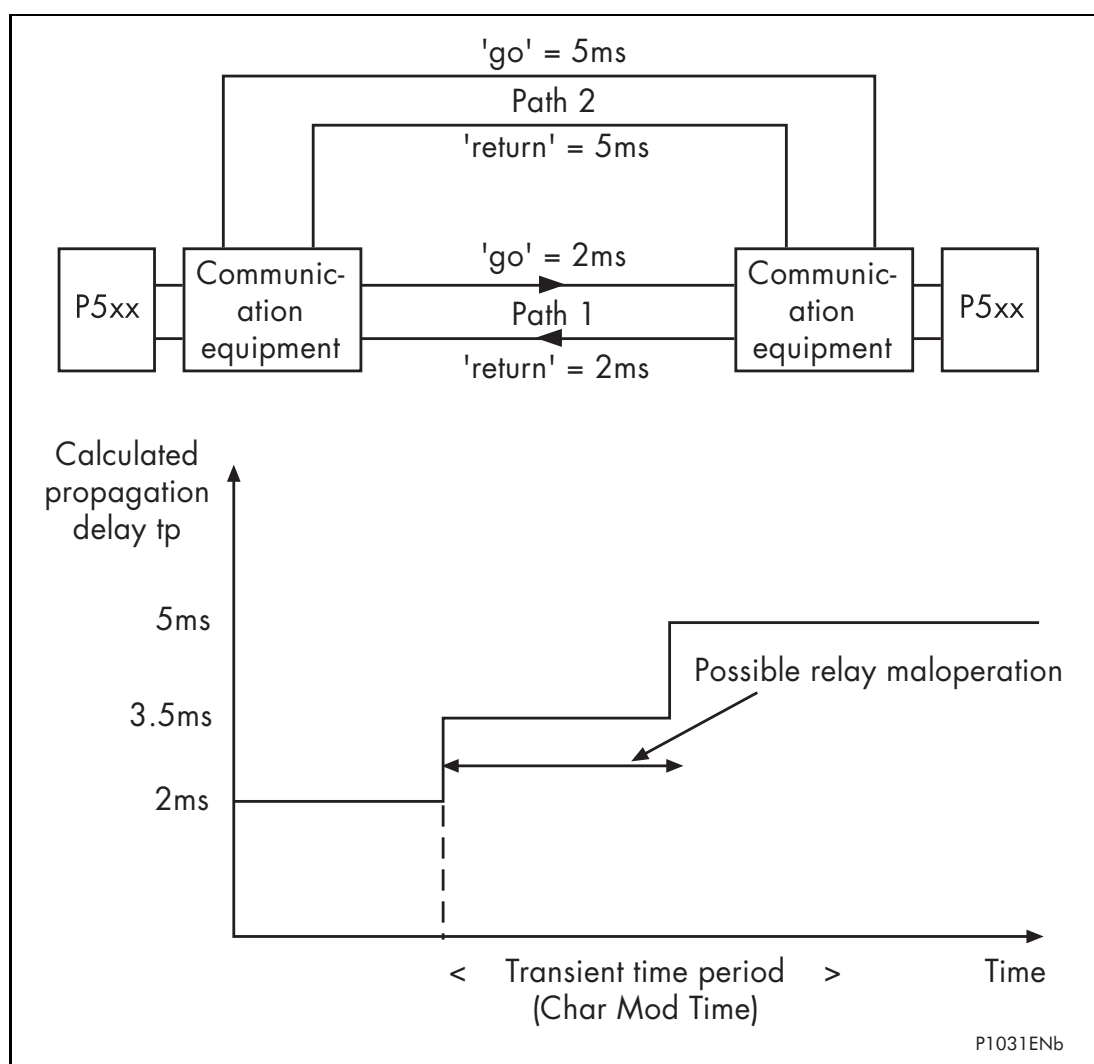 'go' = 5ms
Path 2
'return' = 5ms
P5xx
Communic-
ation
equipment
'go' = 2ms
Path 1
'return' = 2ms
Communic-
ation
equipment
P5xx
Calculated
propagation
delay tp
5ms
Possible relay maloperation
3.5ms
2ms
< Transient time period >
(Char Mod Time)
Time
P1031ENb